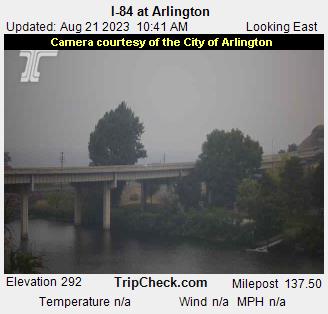 I-84 at Arlington
Updated: Aug 21 2023 10:41 AM Looking East
Camera courtesy of the City of Arlington
Elevation 292 TripCheck.com Milepost 137.50
Temperature n/a Wind n/a MPH n/a